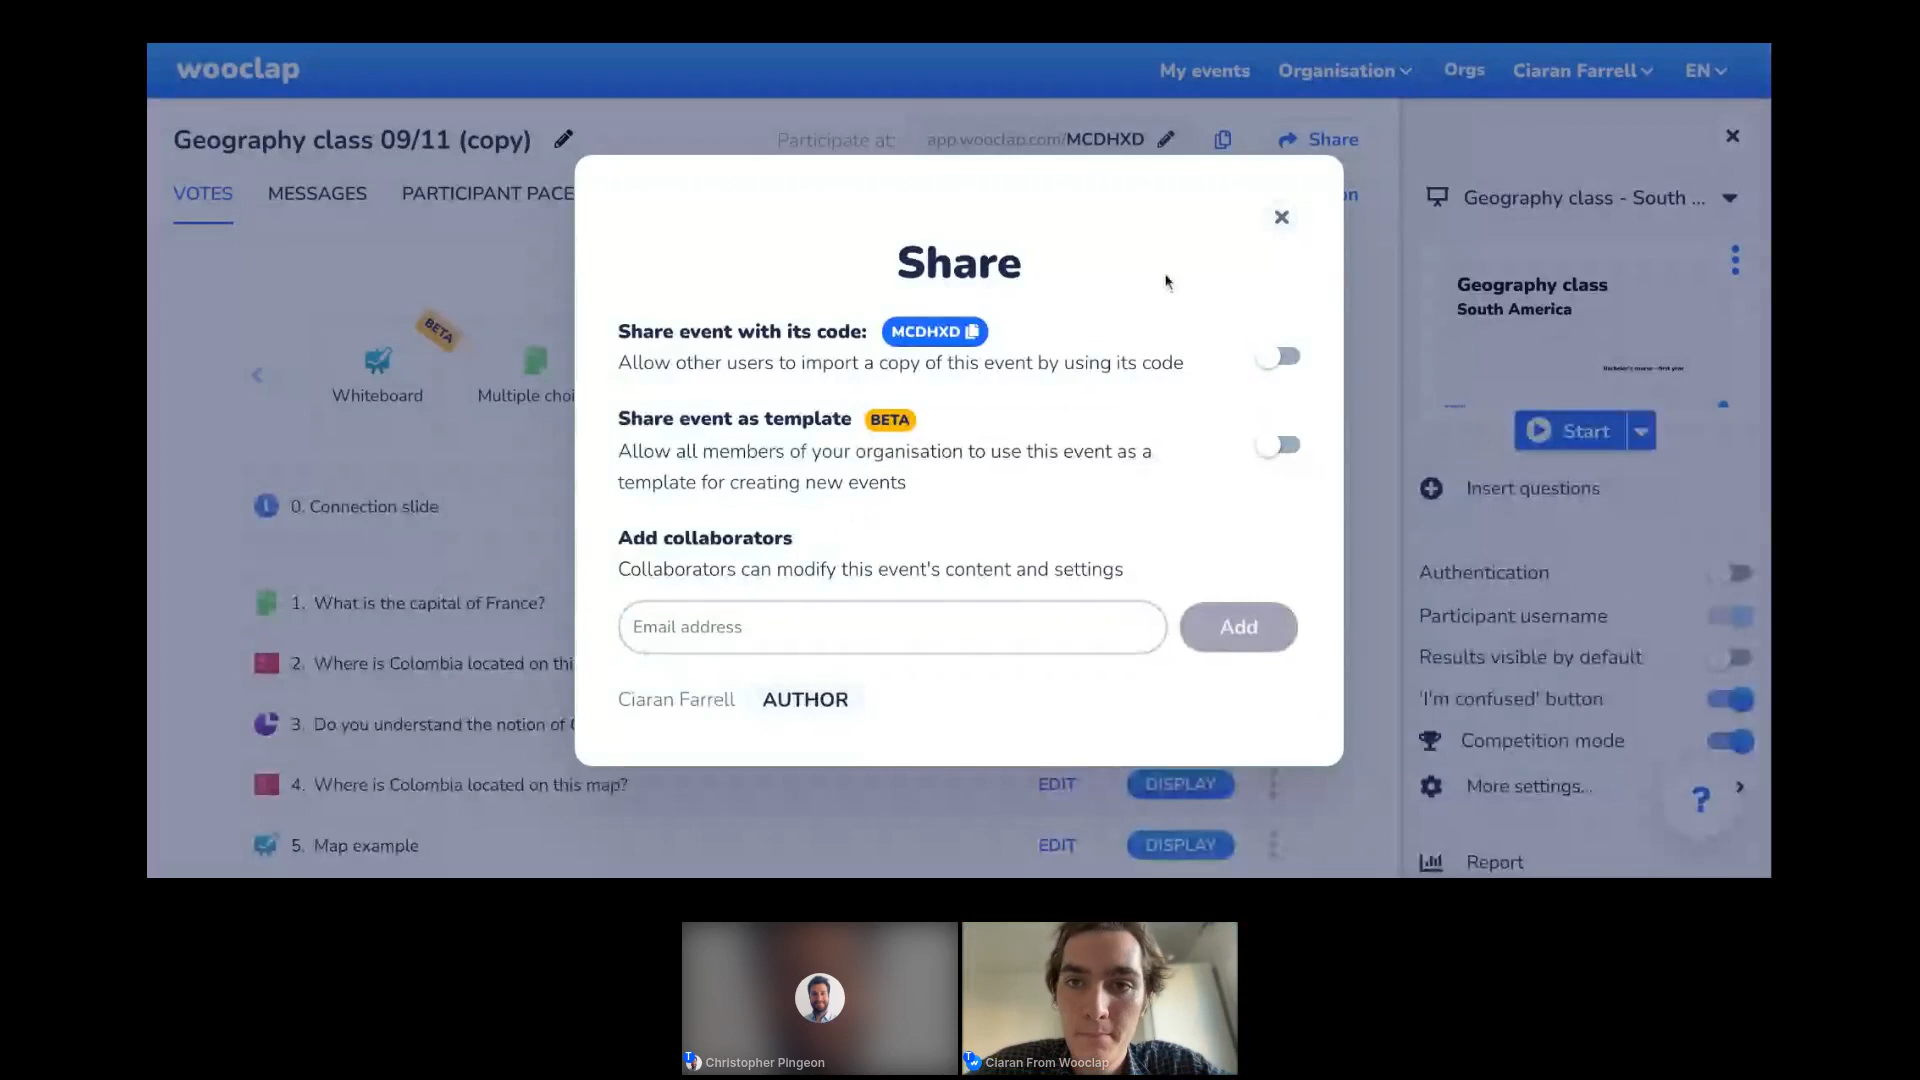 wooclap
My events Organisation Orgs Ciaran Farrell EN
Geography class 09/11 (copy)
Participate at: app.wooclap.com/MCDHXD Share
VOTES MESSAGES PARTICIPANT PACE
on
BETA
Whiteboard Multiple choi
0. Connection slide
1. What is the capital of France?
2. Where is Colombia located on thi
3. Do you understand the notion of
4. Where is Colombia located on this map? EDIT DISPLAY
5. Map example EDIT DISPLAY
Share
Share event with its code: MCDHXD
Allow other users to import a copy of this event by using its code
Share event as template BETA
Allow all members of your organisation to use this event as a
template for creating new events
Add collaborators
Collaborators can modify this event's content and settings
Email address Add
Ciaran Farrell AUTHOR
Geography class - South ...
Geography class
South America
Bachelor's course - first year
Start
Insert questions
Authentication
Participant username
Results visible by default
'I'm confused' button
Competition mode
More settings...
?
Report
Christopher Pingeon
Ciaran From Wooclap